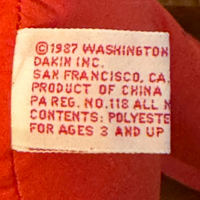 ©1987 WASHINGTON
DAKIN INC.
SAN FRANCISCO, CA.
PRODUCT OF CHINA
PA REG. NO.118 ALL N
CONTENTS: POLYESTE
FOR AGES 3 AND UP